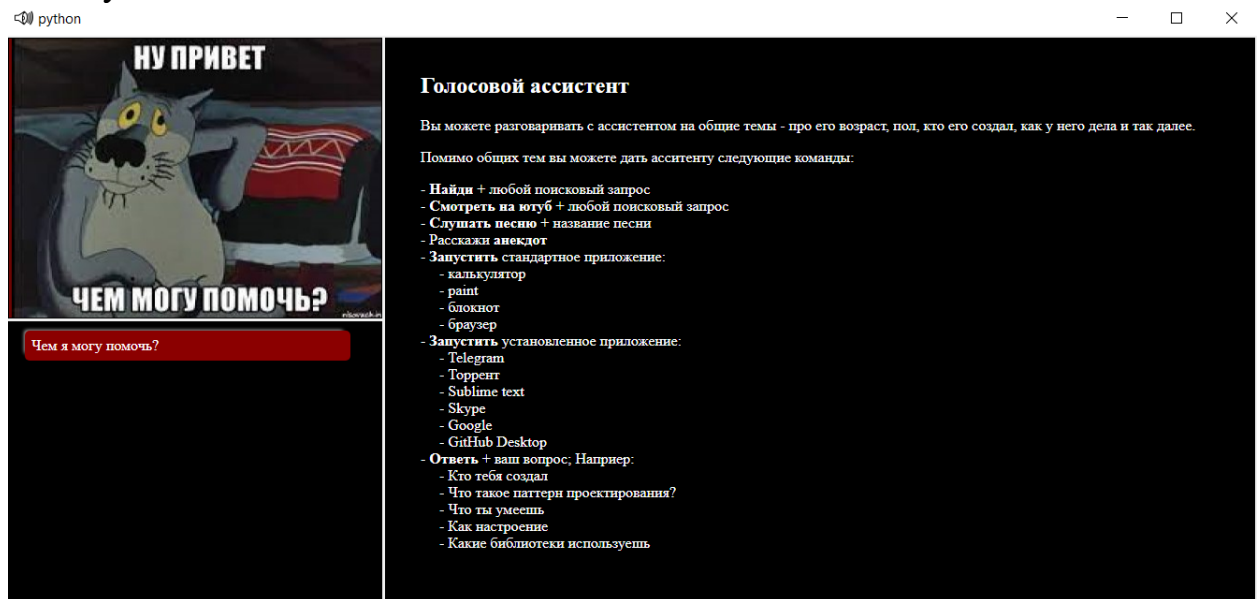 python
НУ ПРИВЕТ
ЧЕМ МОГУ ПОМОЧЬ?
risovach.ru
Чем я могу помочь?
Голосовой ассистент
Вы можете разговаривать с ассистентом на общие темы - про его возраст, пол, кто его создал, как у него дела и так далее.
Помимо общих тем вы можете дать асситенту следующие команды:
- Найди + любой поисковый запрос
- Смотреть на ютуб + любой поисковый запрос
- Слушать песню + название песни
- Расскажи анекдот
- Запустить стандартное приложение:
- калькулятор
- paint
- блокнот
- браузер
- Запустить установленное приложение:
- Telegram
- Торрент
- Sublime text
- Skype
- Google
- GitHub Desktop
- Ответь + ваш вопрос; Наприер:
- Кто тебя создал
- Что такое паттерн проектирования?
- Что ты умеешь
- Как настроение
- Какие библиотеки используешь